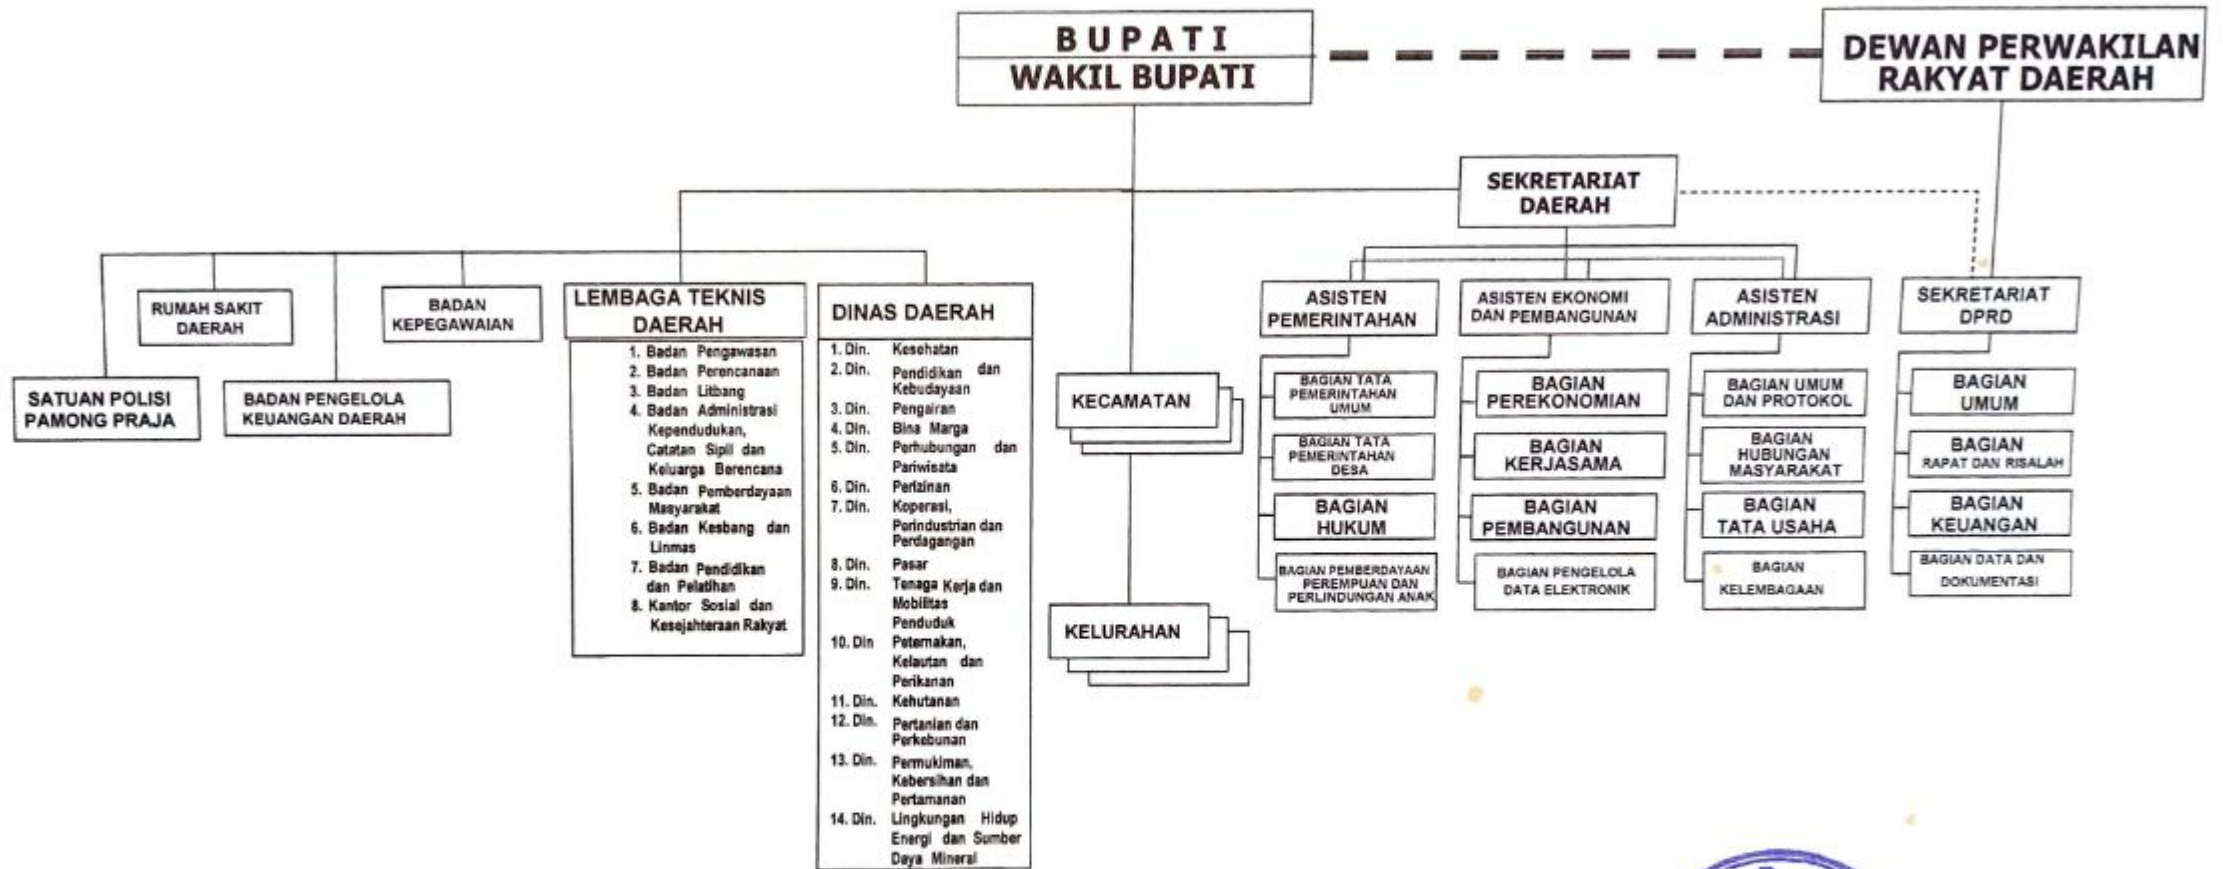 B U P A T I
WAKIL BUPATI
DEWAN PERWAKILAN
RAKYAT DAERAH
SEKRETARIAT
DAERAH
RUMAH SAKIT
DAERAH
BADAN
KEPEGAWAIAN
SATUAN POLISI
PAMONG PRAJA
BADAN PENGELOLA
KEUANGAN DAERAH
LEMBAGA TEKNIS
DAERAH
1. Badan Pengawasan
2. Badan Perencanaan
3. Badan Litbang
4. Badan Administrasi
Kependudukan,
Catatan Sipil dan
Keluarga Berencana
5. Badan Pemberdayaan
Masyarakat
6. Badan Kesbang dan
Linmas
7. Badan Pendidikan
dan Pelatihan
8. Kantor Sosial dan
Kesejahteraan Rakyat
DINAS DAERAH
1. Din. Kesehatan
2. Din. Pendidikan dan
Kebudayaan
3. Din. Pengairan
4. Din. Bina Marga
5. Din. Perhubungan dan
Pariwisata
6. Din. Perizinan
7. Din. Koperasi,
Perindustrian dan
Perdagangan
8. Din. Pasar
9. Din. Tenaga Kerja dan
Mobilitas
Penduduk
10. Din Peternakan,
Kelautan dan
Perikanan
11. Din. Kehutanan
12. Din. Pertanian dan
Perkebunan
13. Din. Permukiman,
Kebersihan dan
Pertamanan
14. Din. Lingkungan Hidup
Energi dan Sumber
Daya Mineral
KECAMATAN
KELURAHAN
ASISTEN
PEMERINTAHAN
BAGIAN TATA
PEMERINTAHAN
UMUM
BAGIAN TATA
PEMERINTAHAN
DESA
BAGIAN
HUKUM
BAGIAN PEMBERDAYAAN
PEREMPUAN DAN
PERLINDUNGAN ANAK
ASISTEN EKONOMI
DAN PEMBANGUNAN
BAGIAN
PEREKONOMIAN
BAGIAN
KERJASAMA
BAGIAN
PEMBANGUNAN
BAGIAN PENGELOLA
DATA ELEKTRONIK
ASISTEN
ADMINISTRASI
BAGIAN UMUM
DAN PROTOKOL
BAGIAN
HUBUNGAN
MASYARAKAT
BAGIAN
TATA USAHA
BAGIAN
KELEMBAGAAN
SEKRETARIAT
DPRD
BAGIAN
UMUM
BAGIAN
RAPAT DAN RISALAH
BAGIAN
KEUANGAN
BAGIAN DATA DAN
DOKUMENTASI